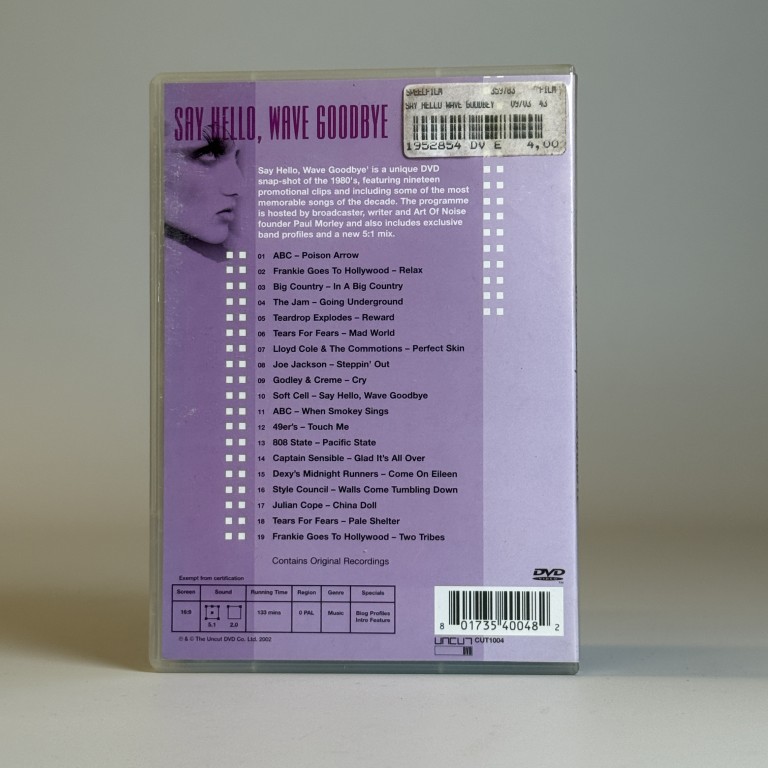 SPEELFILM 359783 FILM
SAY HELLO WAVE GOODBEY 09/03 43
1952854 DV E 4,00
SAY HELLO, WAVE GOODBYE
Say Hello, Wave Goodbye' is a unique DVD
snap-shot of the 1980's, featuring nineteen
promotional clips and including some of the most
memorable songs of the decade. The programme
is hosted by broadcaster, writer and Art Of Noise
founder Paul Morley and also includes exclusive
band profiles and a new 5:1 mix.
01 ABC – Poison Arrow
02 Frankie Goes To Hollywood – Relax
03 Big Country – In A Big Country
04 The Jam – Going Underground
05 Teardrop Explodes – Reward
06 Tears For Fears – Mad World
07 Lloyd Cole & The Commotions – Perfect Skin
08 Joe Jackson – Steppin' Out
09 Godley & Creme – Cry
10 Soft Cell – Say Hello, Wave Goodbye
11 ABC – When Smokey Sings
12 49er's – Touch Me
13 808 State – Pacific State
14 Captain Sensible – Glad It's All Over
15 Dexy's Midnight Runners – Come On Eileen
16 Style Council – Walls Come Tumbling Down
17 Julian Cope – China Doll
18 Tears For Fears – Pale Shelter
19 Frankie Goes To Hollywood – Two Tribes
Contains Original Recordings
Exempt from certification
Screen Sound Running Time Region Genre Specials
16:9 5.1 2.0 133 mins 0 PAL Music Biog Profiles
Intro Feature
℗ & © The Uncut DVD Co. Ltd. 2002
DVD
VIDEO
8 01735 40048 2
UNCUT CUT1004
DVD